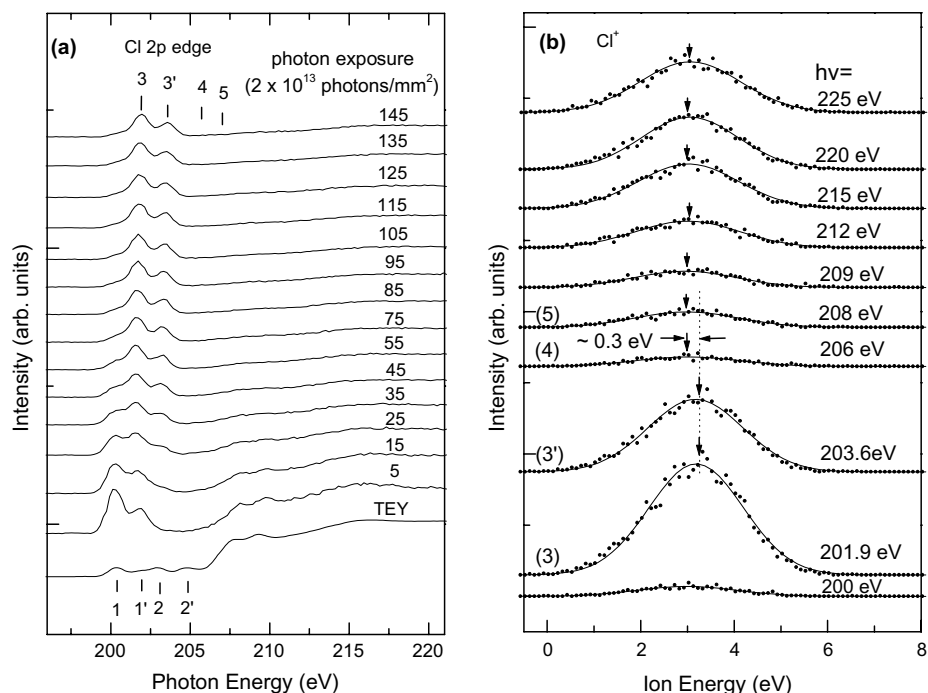 (a)
Cl 2p edge
photon exposure
(2 x 10¹³ photons/mm²)
3 3' 4 5
145
135
125
115
105
95
85
75
55
45
35
25
15
5
TEY
1 1' 2 2'
200 205 210 215 220
Photon Energy (eV)
Intensity (arb. units)
(b)
Cl⁺
hν=
225 eV
220 eV
215 eV
212 eV
209 eV
(5) 208 eV
(4) ~ 0.3 eV 206 eV
(3') 203.6eV
(3) 201.9 eV
200 eV
0 2 4 6 8
Ion Energy (eV)
Intensity (arb. units)